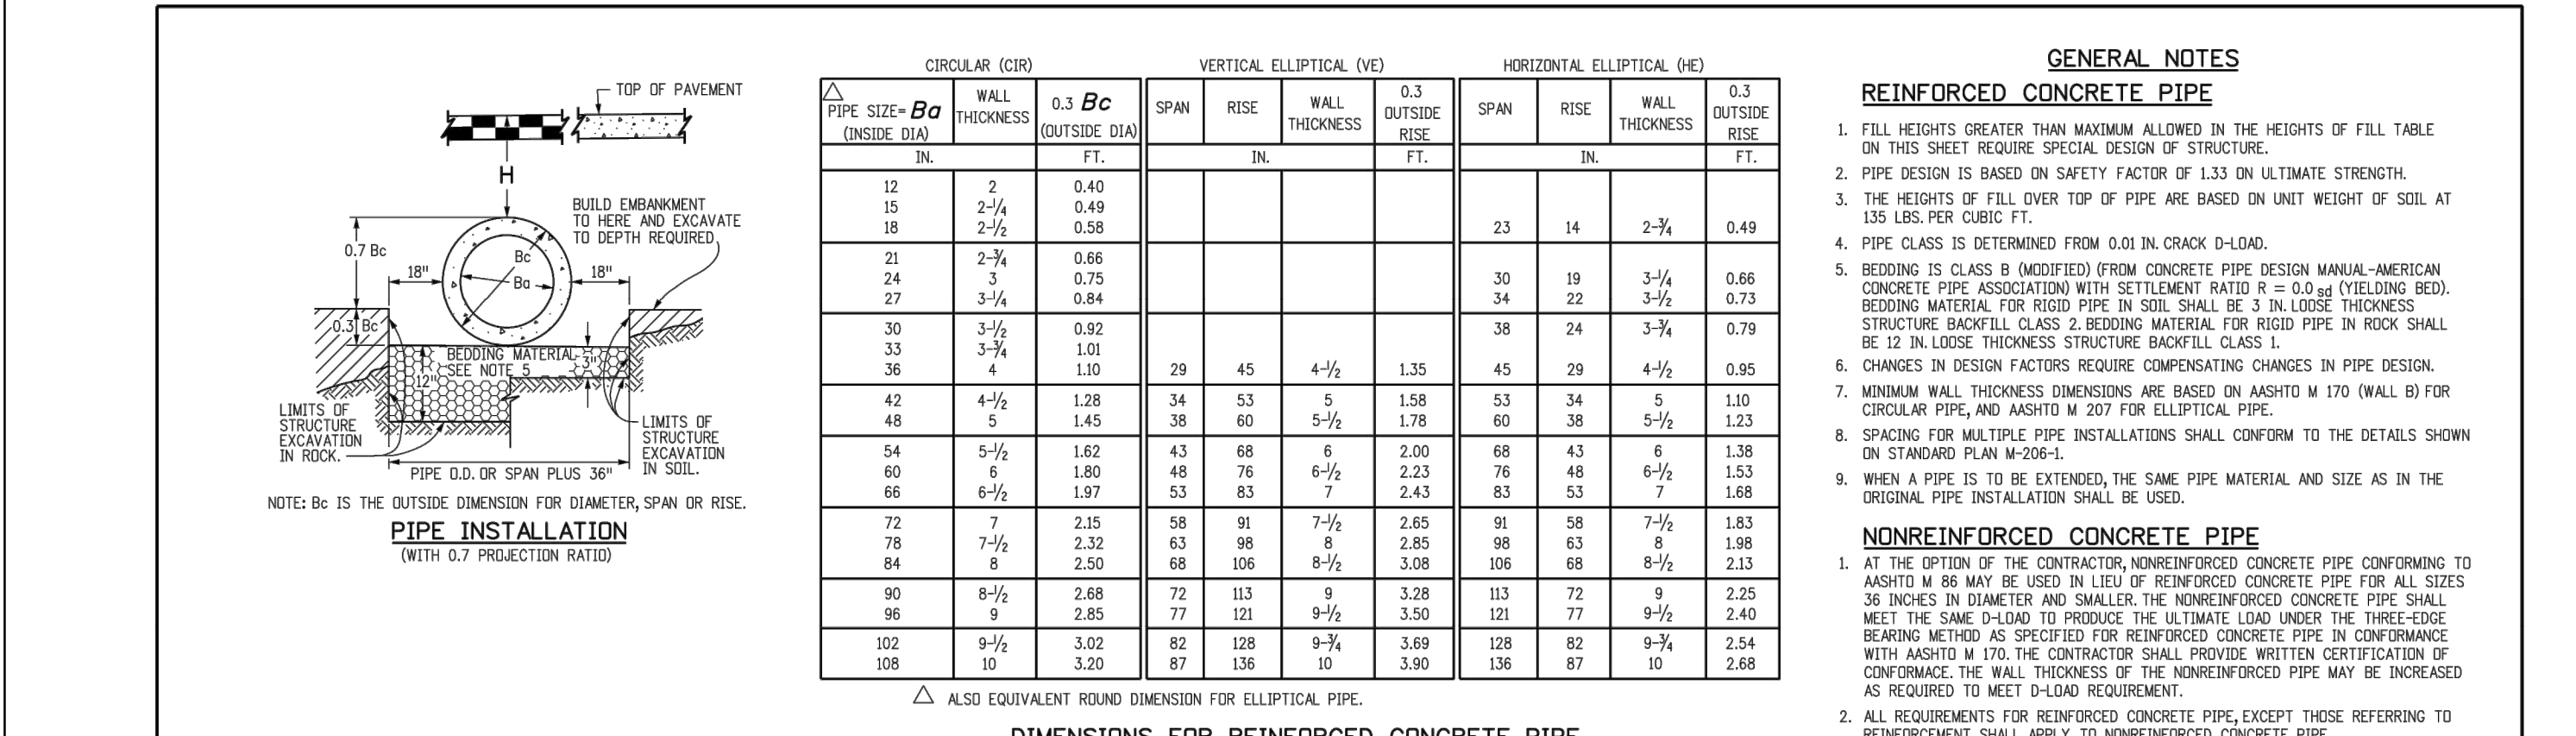 TOP OF PAVEMENT
H
BUILD EMBANKMENT
TO HERE AND EXCAVATE
TO DEPTH REQUIRED
0.7 Bc
18"
Bc
Ba
18"
0.3 Bc
BEDDING MATERIAL
SEE NOTE 5
3"
12"
LIMITS OF
STRUCTURE
EXCAVATION
IN ROCK.
LIMITS OF
STRUCTURE
EXCAVATION
IN SOIL.
PIPE O.D. OR SPAN PLUS 36"
NOTE: Bc IS THE OUTSIDE DIMENSION FOR DIAMETER, SPAN OR RISE.
PIPE INSTALLATION
(WITH 0.7 PROJECTION RATIO)
CIRCULAR (CIR) VERTICAL ELLIPTICAL (VE) HORIZONTAL ELLIPTICAL (HE)
PIPE SIZE= Ba
(INSIDE DIA)
WALL
THICKNESS
0.3 Bc
(OUTSIDE DIA)
SPAN
RISE
WALL
THICKNESS
0.3
OUTSIDE
RISE
SPAN
RISE
WALL
THICKNESS
0.3
OUTSIDE
RISE
IN. FT. IN. FT. IN. FT.
12 2 0.40
15 2-1/4 0.49
18 2-1/2 0.58 23 14 2-3/4 0.49
21 2-3/4 0.66
24 3 0.75 30 19 3-1/4 0.66
27 3-1/4 0.84 34 22 3-1/2 0.73
30 3-1/2 0.92 38 24 3-3/4 0.79
33 3-3/4 1.01
36 4 1.10 29 45 4-1/2 1.35 45 29 4-1/2 0.95
42 4-1/2 1.28 34 53 5 1.58 53 34 5 1.10
48 5 1.45 38 60 5-1/2 1.78 60 38 5-1/2 1.23
54 5-1/2 1.62 43 68 6 2.00 68 43 6 1.38
60 6 1.80 48 76 6-1/2 2.23 76 48 6-1/2 1.53
66 6-1/2 1.97 53 83 7 2.43 83 53 7 1.68
72 7 2.15 58 91 7-1/2 2.65 91 58 7-1/2 1.83
78 7-1/2 2.32 63 98 8 2.85 98 63 8 1.98
84 8 2.50 68 106 8-1/2 3.08 106 68 8-1/2 2.13
90 8-1/2 2.68 72 113 9 3.28 113 72 9 2.25
96 9 2.85 77 121 9-1/2 3.50 121 77 9-1/2 2.40
102 9-1/2 3.02 82 128 9-3/4 3.69 128 82 9-3/4 2.54
108 10 3.20 87 136 10 3.90 136 87 10 2.68
△ ALSO EQUIVALENT ROUND DIMENSION FOR ELLIPTICAL PIPE.
DIMENSIONS FOR REINFORCED CONCRETE PIPE
GENERAL NOTES
REINFORCED CONCRETE PIPE
1. FILL HEIGHTS GREATER THAN MAXIMUM ALLOWED IN THE HEIGHTS OF FILL TABLE
ON THIS SHEET REQUIRE SPECIAL DESIGN OF STRUCTURE.
2. PIPE DESIGN IS BASED ON SAFETY FACTOR OF 1.33 ON ULTIMATE STRENGTH.
3. THE HEIGHTS OF FILL OVER TOP OF PIPE ARE BASED ON UNIT WEIGHT OF SOIL AT
135 LBS. PER CUBIC FT.
4. PIPE CLASS IS DETERMINED FROM 0.01 IN. CRACK D-LOAD.
5. BEDDING IS CLASS B (MODIFIED) (FROM CONCRETE PIPE DESIGN MANUAL-AMERICAN
CONCRETE PIPE ASSOCIATION) WITH SETTLEMENT RATIO R = 0.0 sd (YIELDING BED).
BEDDING MATERIAL FOR RIGID PIPE IN SOIL SHALL BE 3 IN. LOOSE THICKNESS
STRUCTURE BACKFILL CLASS 2. BEDDING MATERIAL FOR RIGID PIPE IN ROCK SHALL
BE 12 IN. LOOSE THICKNESS STRUCTURE BACKFILL CLASS 1.
6. CHANGES IN DESIGN FACTORS REQUIRE COMPENSATING CHANGES IN PIPE DESIGN.
7. MINIMUM WALL THICKNESS DIMENSIONS ARE BASED ON AASHTO M 170 (WALL B) FOR
CIRCULAR PIPE, AND AASHTO M 207 FOR ELLIPTICAL PIPE.
8. SPACING FOR MULTIPLE PIPE INSTALLATIONS SHALL CONFORM TO THE DETAILS SHOWN
ON STANDARD PLAN M-206-1.
9. WHEN A PIPE IS TO BE EXTENDED, THE SAME PIPE MATERIAL AND SIZE AS IN THE
ORIGINAL PIPE INSTALLATION SHALL BE USED.
NONREINFORCED CONCRETE PIPE
1. AT THE OPTION OF THE CONTRACTOR, NONREINFORCED CONCRETE PIPE CONFORMING TO
AASHTO M 86 MAY BE USED IN LIEU OF REINFORCED CONCRETE PIPE FOR ALL SIZES
36 INCHES IN DIAMETER AND SMALLER. THE NONREINFORCED CONCRETE PIPE SHALL
MEET THE SAME D-LOAD TO PRODUCE THE ULTIMATE LOAD UNDER THE THREE-EDGE
BEARING METHOD AS SPECIFIED FOR REINFORCED CONCRETE PIPE IN CONFORMANCE
WITH AASHTO M 170. THE CONTRACTOR SHALL PROVIDE WRITTEN CERTIFICATION OF
CONFORMACE. THE WALL THICKNESS OF THE NONREINFORCED PIPE MAY BE INCREASED
AS REQUIRED TO MEET D-LOAD REQUIREMENT.
2. ALL REQUIREMENTS FOR REINFORCED CONCRETE PIPE, EXCEPT THOSE REFERRING TO
REINFORCEMENT SHALL APPLY TO NONREINFORCED CONCRETE PIPE.